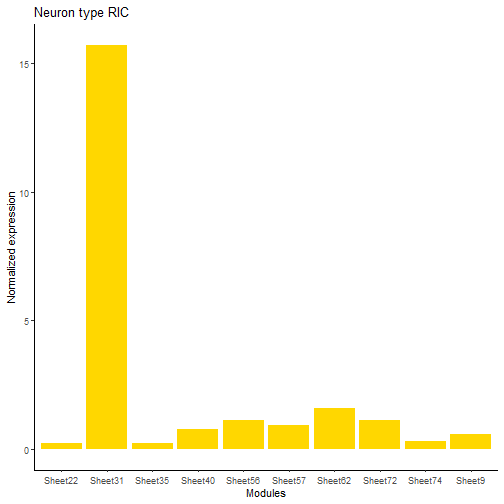 Neuron type RIC
Normalized expression
15
10
5
0
Sheet22 Sheet31 Sheet35 Sheet40 Sheet56 Sheet57 Sheet62 Sheet72 Sheet74 Sheet9
Modules